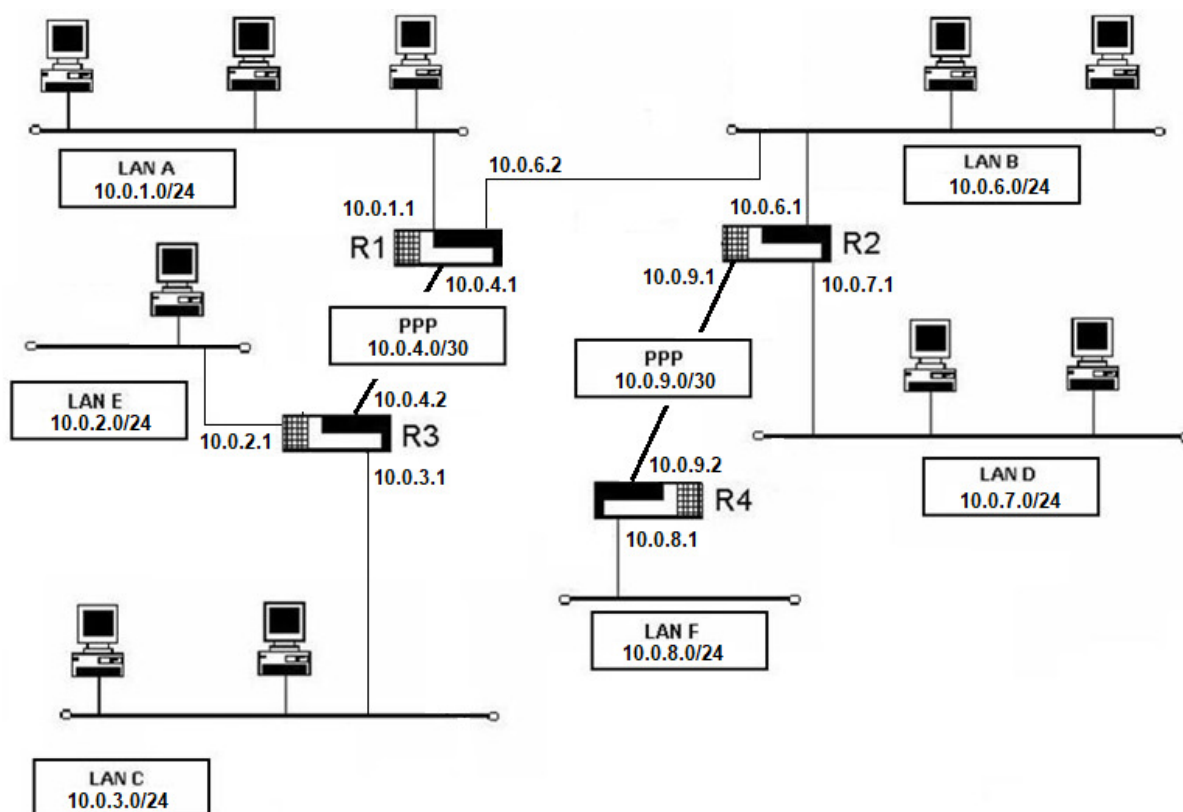 LAN A
10.0.1.0/24
10.0.6.2
LAN B
10.0.6.0/24
10.0.1.1
10.0.6.1
R1
R2
10.0.4.1
10.0.9.1
10.0.7.1
PPP
10.0.4.0/30
PPP
10.0.9.0/30
LAN E
10.0.2.0/24
10.0.4.2
10.0.2.1
R3
10.0.3.1
10.0.9.2
R4
LAN D
10.0.7.0/24
10.0.8.1
LAN F
10.0.8.0/24
LAN C
10.0.3.0/24